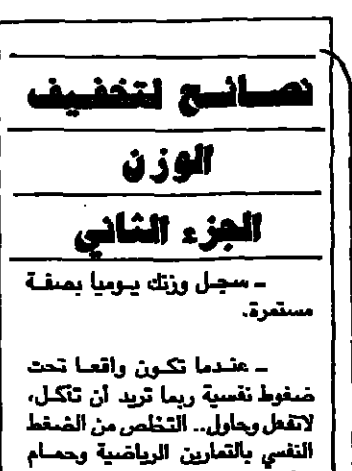 نصائح لتخفيف
الوزن
الجزء الثاني
ـ سجل وزنك يوميا بصفة
مستمرة.
ـ عندما تكون واقعا تحت
ضغوط نفسية ربما تريد أن تأكل،
لاتفعل وحاول.. التخلص من الضغط
النفسي بالتمارين الرياضية وحمام